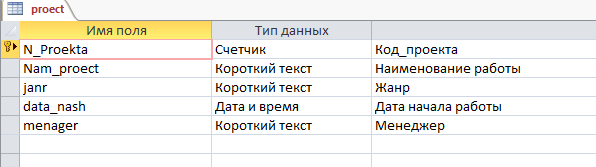 proect
Имя поля Тип данных
N_Proekta Счетчик Код_проекта
Nam_proect Короткий текст Наименование работы
janr Короткий текст Жанр
data_nash Дата и время Дата начала работы
menager Короткий текст Менеджер